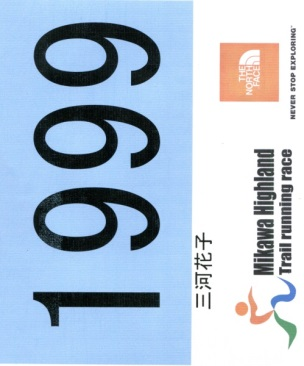 THE
NORTH
FACE
NEVER STOP EXPLORING
Mikawa Highland
Trail running race
三河花子
1999